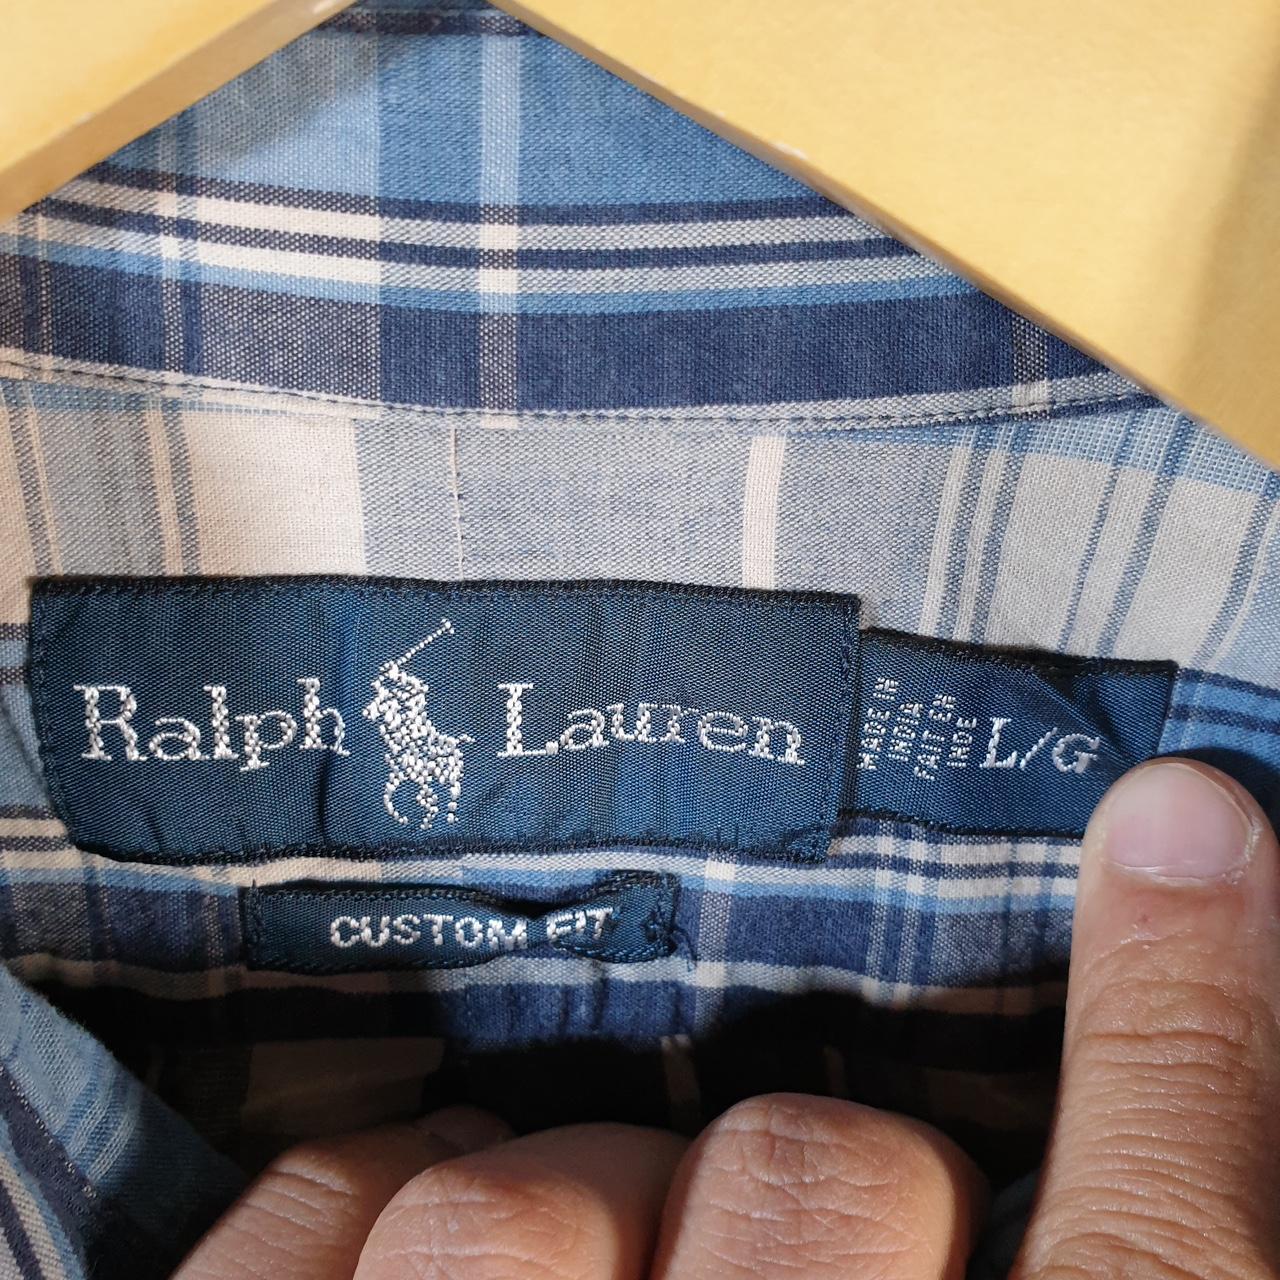 Ralph Lauren
L/G
MADE IN
INDIA
FAIT EN
INDE
CUSTOM FIT